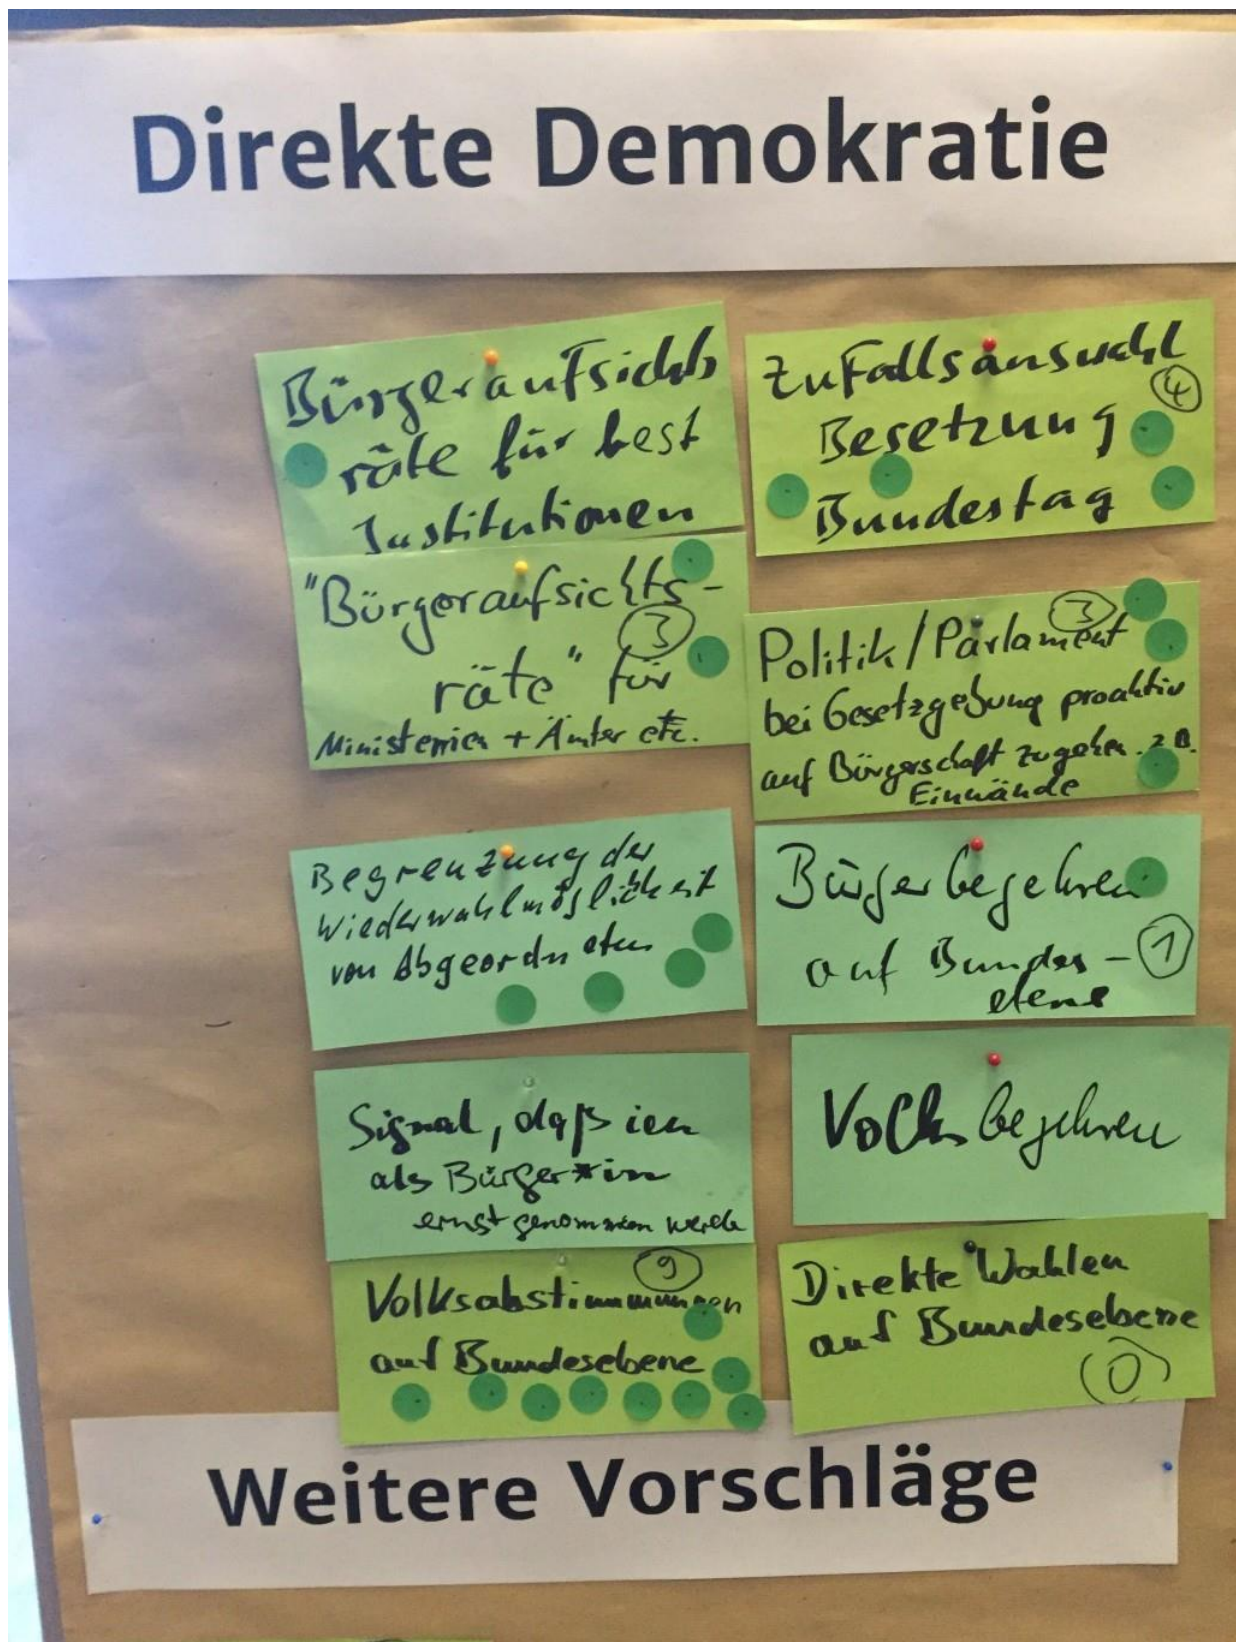 Direkte Demokratie
Bürgeraufsichts
räte für best
Institutionen
"Bürgeraufsichts-
3
räte" für
Ministerien + Ämter etc.
Begrenzung der
Wiederwahlmöglichkeit
von Abgeordneten
Signal, daß ich
als Bürger*in
ernst genommen werde
9
Volksabstimmungen
auf Bundesebene
Zufallsauswahl
4
Besetzung
Bundestag
3
Politik/Parlament
bei Gesetzgebung proaktiv
auf Bürgerschaft zugehen. z.B.
Einwände
Bürgerbegehren
auf Bundes- 1
ebene
Volksbegehren
Direkte Wahlen
auf Bundesebene
0
Weitere Vorschläge